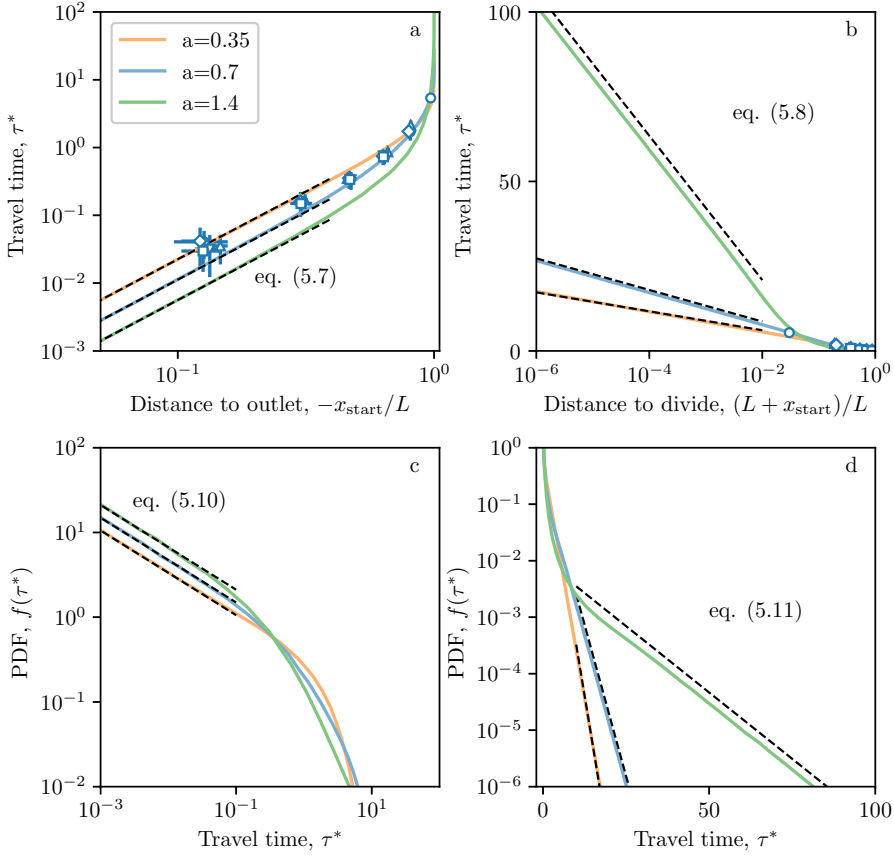 a
a=0.35
a=0.7
a=1.4
eq. (5.7)
10²
10¹
10⁰
10⁻¹
10⁻²
10⁻³
Travel time, τ*
10⁻¹
10⁰
Distance to outlet, −x_start/L
b
eq. (5.8)
100
50
0
Travel time, τ*
10⁻⁶
10⁻⁴
10⁻²
10⁰
Distance to divide, (L + x_start)/L
c
eq. (5.10)
10²
10¹
10⁰
10⁻¹
10⁻²
PDF, f(τ*)
10⁻³
10⁻¹
10¹
Travel time, τ*
d
eq. (5.11)
10⁰
10⁻¹
10⁻²
10⁻³
10⁻⁴
10⁻⁵
10⁻⁶
PDF, f(τ*)
0
50
100
Travel time, τ*